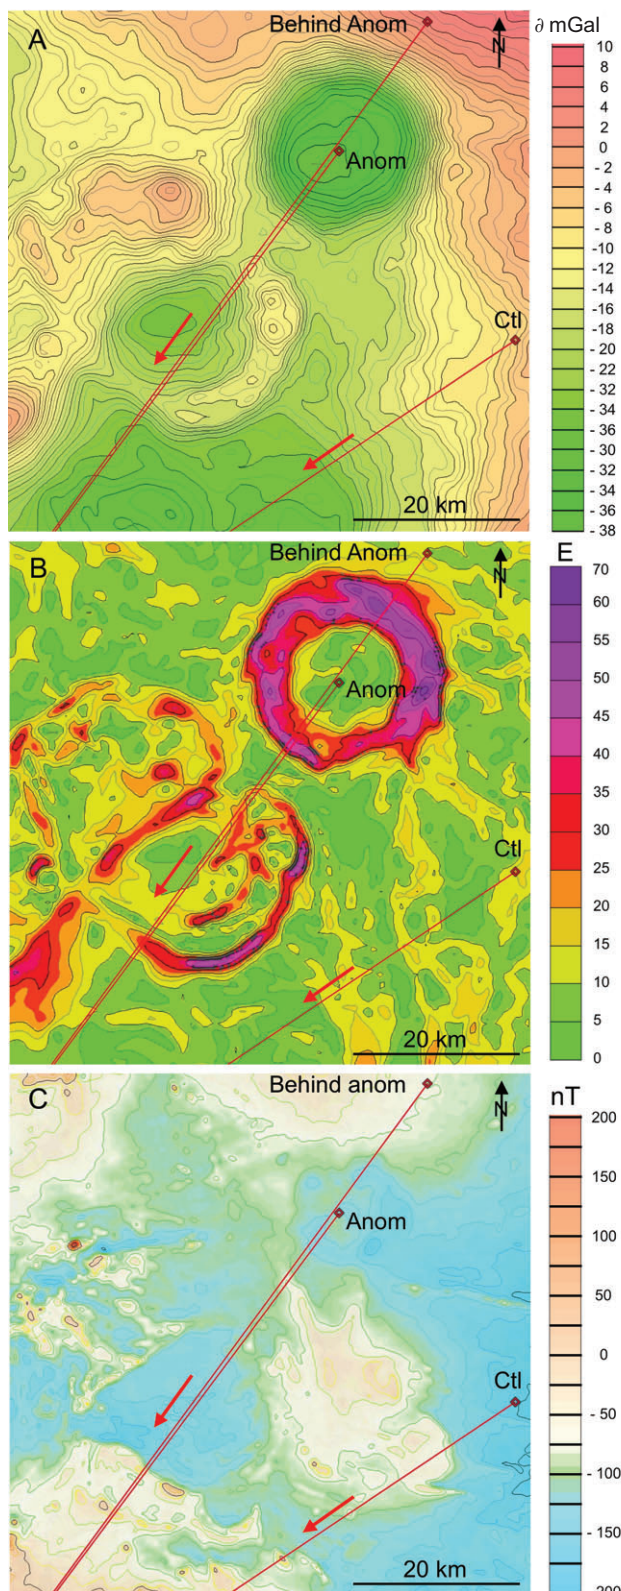 A
Behind Anom
N
∂ mGal
Anom
Ctl
20 km
10
8
6
4
2
0
- 2
- 4
- 6
- 8
-10
-12
-14
-16
-18
-20
22
-24
-26
-28
-30
-32
-34
-36
-38
B
Behind Anom
N
E
Anom
Ctl
20 km
70
60
55
50
45
40
35
30
25
20
15
10
5
0
C
Behind anom
N
nT
Anom
Ctl
20 km
200
150
100
50
0
- 50
- 100
- 150